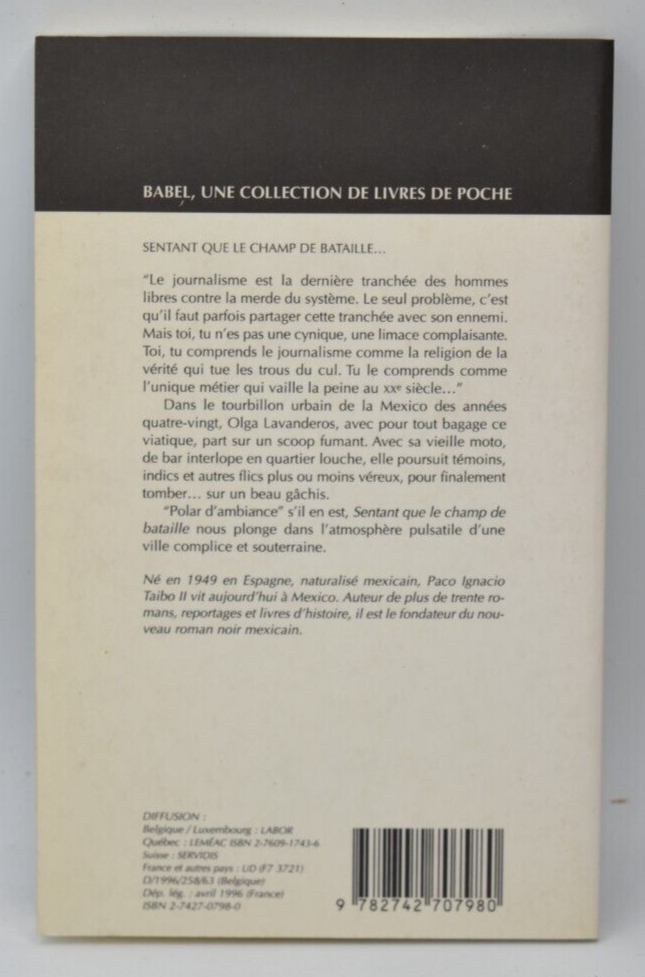 BABEL, UNE COLLECTION DE LIVRES DE POCHE
SENTANT QUE LE CHAMP DE BATAILLE...
"Le journalisme est la dernière tranchée des hommes
libres contre la merde du système. Le seul problème, c'est
qu'il faut parfois partager cette tranchée avec son ennemi.
Mais toi, tu n'es pas une cynique, une limace complaisante.
Toi, tu comprends le journalisme comme la religion de la
vérité qui tue les trous du cul. Tu le comprends comme
l'unique métier qui vaille la peine au XXe siècle..."
Dans le tourbillon urbain de la Mexico des années
quatre-vingt, Olga Lavanderos, avec pour tout bagage ce
viatique, part sur un scoop fumant. Avec sa vieille moto,
de bar interlope en quartier louche, elle poursuit témoins,
indics et autres flics plus ou moins véreux, pour finalement
tomber... sur un beau gâchis.
"Polar d'ambiance" s'il en est, Sentant que le champ de
bataille nous plonge dans l'atmosphère pulsatile d'une
ville complice et souterraine.
Né en 1949 en Espagne, naturalisé mexicain, Paco Ignacio
Taibo II vit aujourd'hui à Mexico. Auteur de plus de trente ro-
mans, reportages et livres d'histoire, il est le fondateur du nou-
veau roman noir mexicain.
DIFFUSION :
Belgique / Luxembourg : LABOR
Québec : LEMÉAC ISBN 2-7609-1743-6
Suisse : SERVIDIS
France et autres pays : UD (F7 3721)
D/1996/258/63 (Belgique)
Dép. lég. : avril 1996 (France)
ISBN 2-7427-0798-0
9 782742 707980